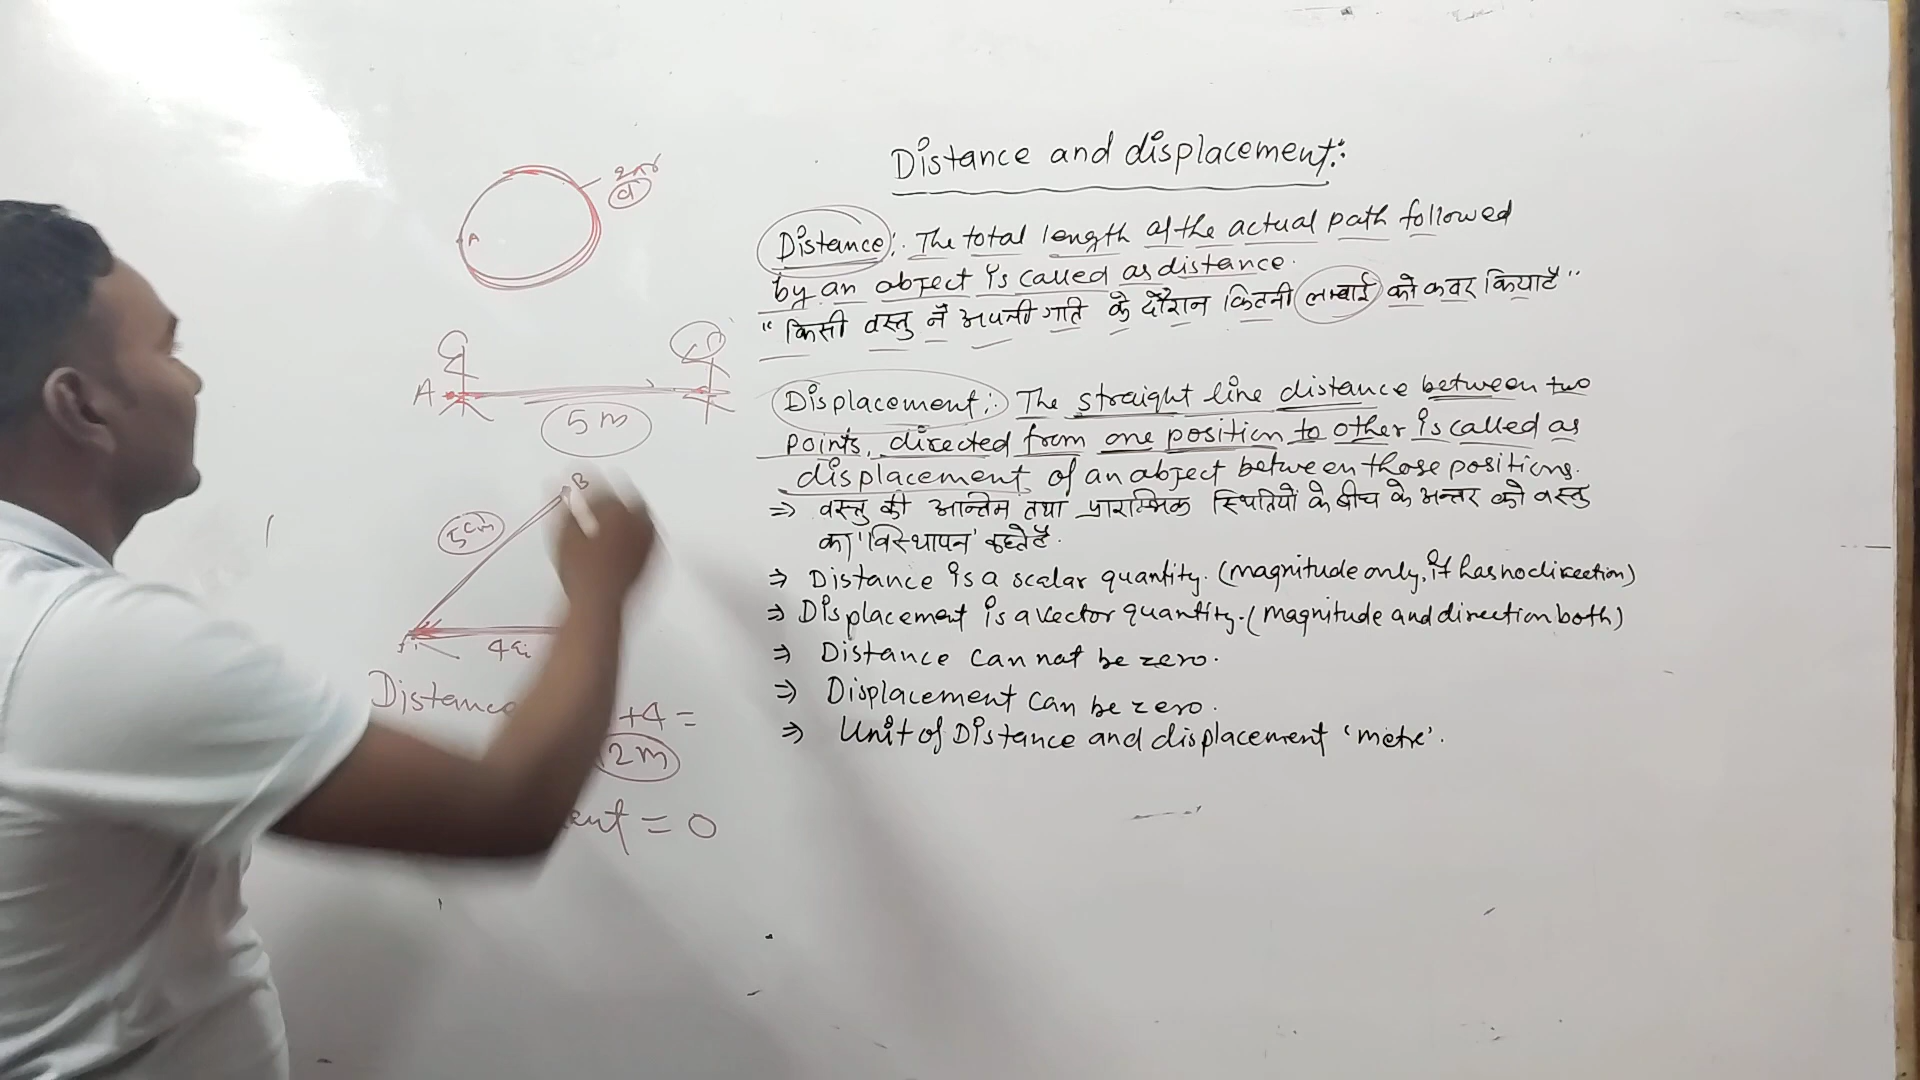 Distance and displacement:
Distance: The total length of the actual path followed
by an object is called as distance.
"किसी वस्तु ने अपनी गति के दौरान कितनी लम्बाई को कवर किया है"
Displacement: The straight line distance between two
points, directed from one position to other is called as
displacement of an object between those positions.
⇒ वस्तु की अन्तिम तथा प्रारम्भिक स्थितियों के बीच के अन्तर को वस्तु
का 'विस्थापन' कहते है.
⇒ Distance is a scalar quantity. (magnitude only, it has no direction)
⇒ Displacement is a vector quantity. (Magnitude and direction both)
⇒ Distance can not be zero.
⇒ Displacement can be zero.
⇒ Unit of Distance and displacement 'metre'.
2πr
d
A
A
5 m
B
5cm
Distance
+4 =
2m
ent = 0